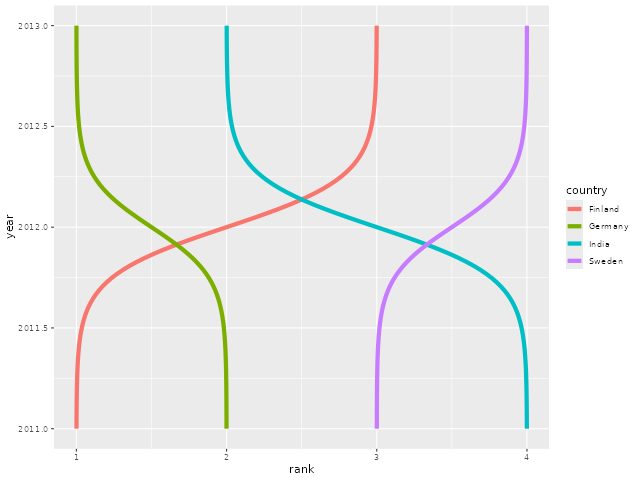 2013.0
2012.5
2012.0
2011.5
2011.0
year
1 2 3 4
rank
country
Finland
Germany
India
Sweden